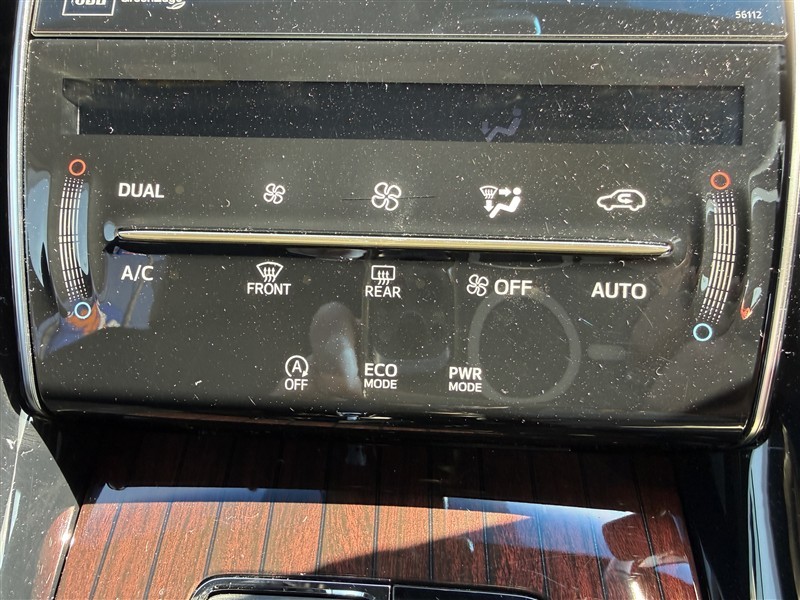 56112
DUAL
A/C
FRONT
REAR
OFF
AUTO
A
OFF
ECO
MODE
PWR
MODE